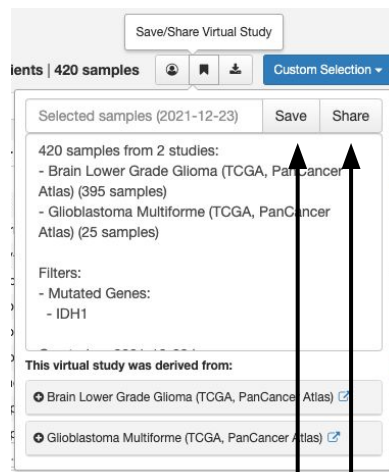 Save/Share Virtual Study
ients | 420 samples
Custom Selection
Selected samples (2021-12-23)
Save
Share
420 samples from 2 studies:
- Brain Lower Grade Glioma (TCGA, PanCancer
Atlas) (395 samples)
- Glioblastoma Multiforme (TCGA, PanCancer
Atlas) (25 samples)
Filters:
- Mutated Genes:
- IDH1
This virtual study was derived from:
Brain Lower Grade Glioma (TCGA, PanCancer Atlas)
Glioblastoma Multiforme (TCGA, PanCancer Atlas)